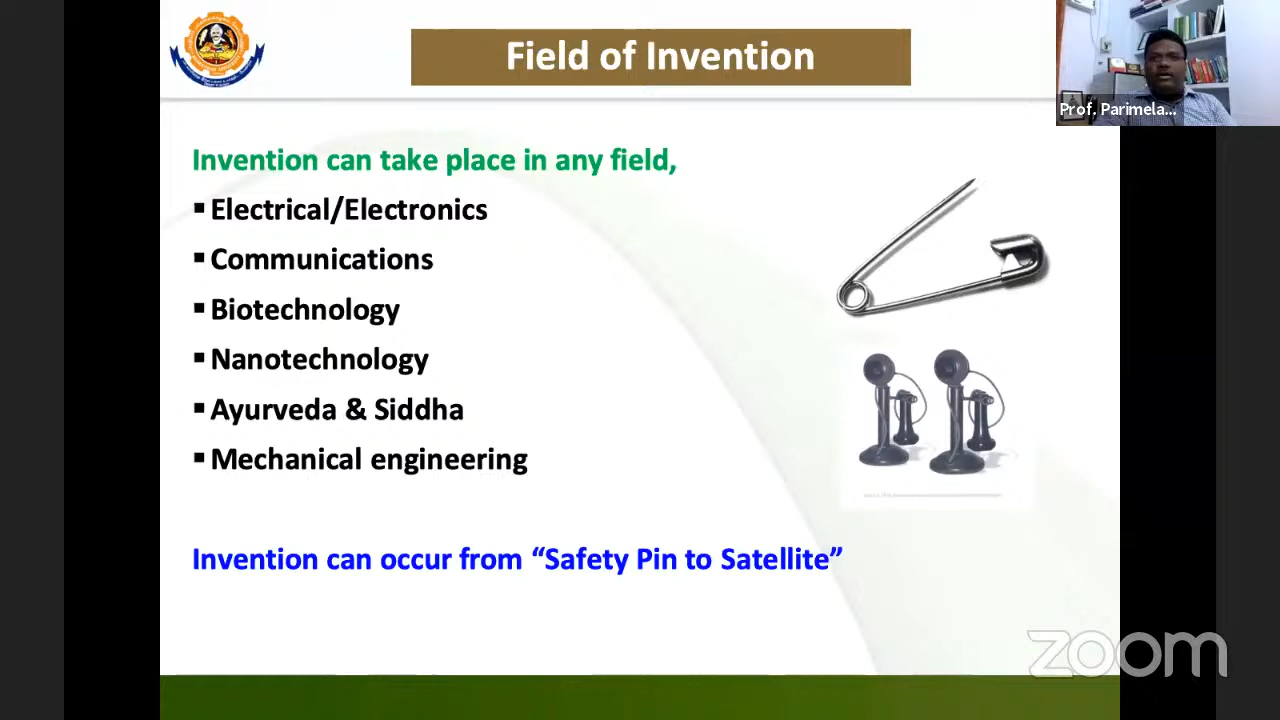 Field of Invention
Prof. Parimela...
Invention can take place in any field,
▪ Electrical/Electronics
▪ Communications
▪ Biotechnology
▪ Nanotechnology
▪ Ayurveda & Siddha
▪ Mechanical engineering
Invention can occur from “Safety Pin to Satellite”
zoom